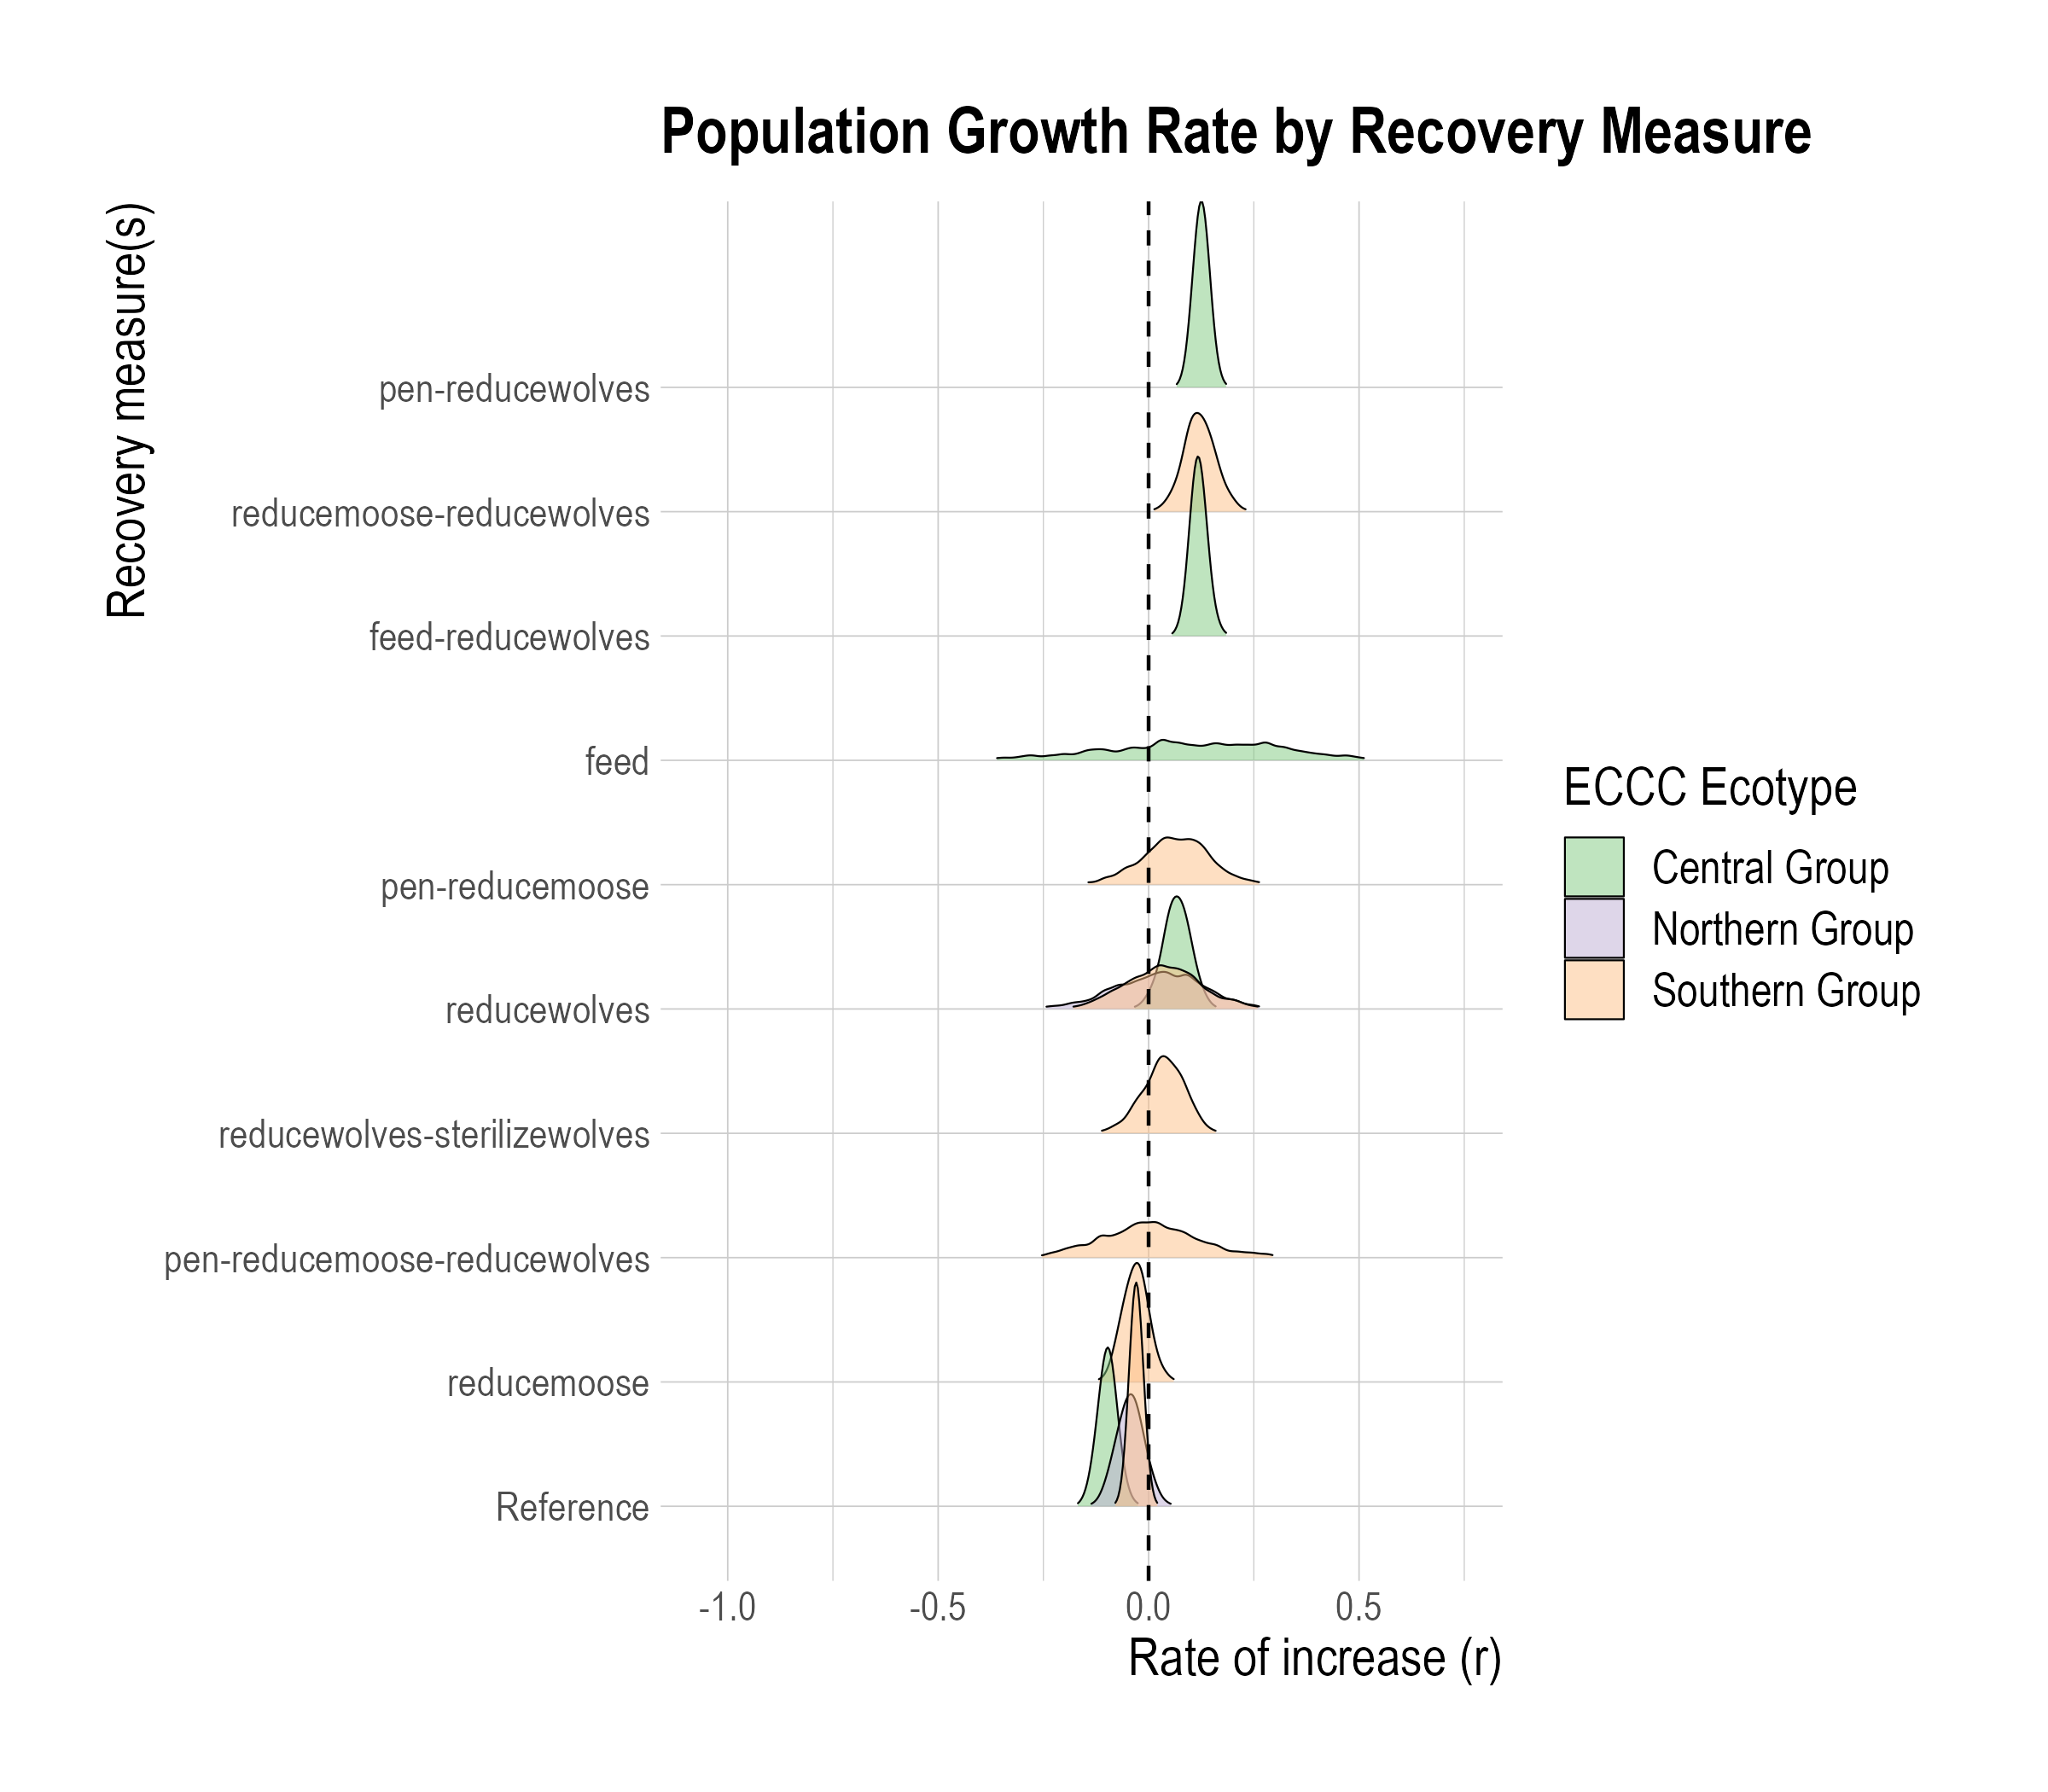 Population Growth Rate by Recovery Measure
Recovery measure(s)
pen-reducewolves
reducemoose-reducewolves
feed-reducewolves
feed
pen-reducemoose
reducewolves
reducewolves-sterilizewolves
pen-reducemoose-reducewolves
reducemoose
Reference
-1.0 -0.5 0.0 0.5
Rate of increase (r)
ECCC Ecotype
Central Group
Northern Group
Southern Group